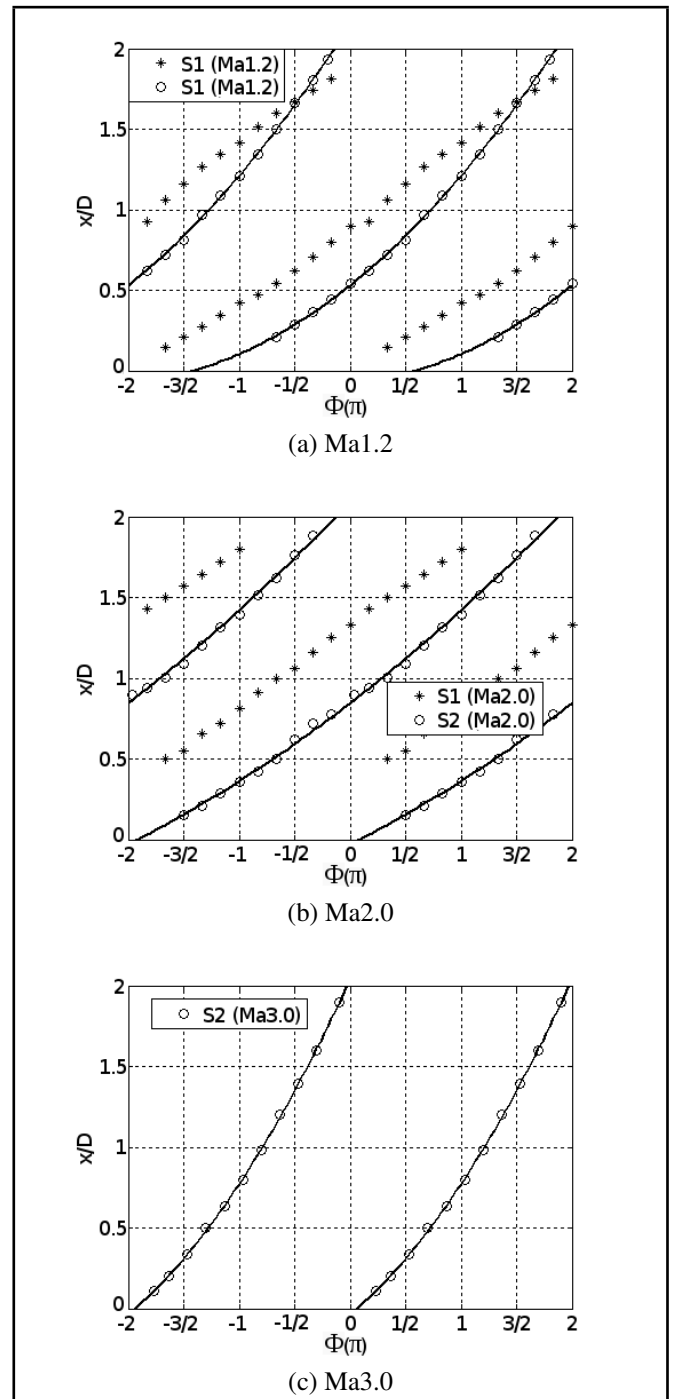 2
* S1 (Ma1.2)
○ S1 (Ma1.2)
1.5
x/D
1
0.5
0
-2 -3/2 -1 -1/2 0 1/2 1 3/2 2
Φ(π)
(a) Ma1.2
2
1.5
x/D
1
* S1 (Ma2.0)
○ S2 (Ma2.0)
0.5
0
-2 -3/2 -1 -1/2 0 1/2 1 3/2 2
Φ(π)
(b) Ma2.0
2
○ S2 (Ma3.0)
1.5
x/D
1
0.5
0
-2 -3/2 -1 -1/2 0 1/2 1 3/2 2
Φ(π)
(c) Ma3.0